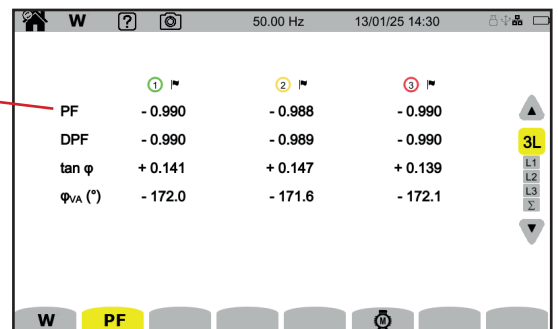 W ? 50.00 Hz 13/01/25 14:30
1 2 3
PF - 0.990 - 0.988 - 0.990
DPF - 0.990 - 0.989 - 0.990
tan φ + 0.141 + 0.147 + 0.139
φVA (°) - 172.0 - 171.6 - 172.1
3L
L1
L2
L3
Σ
W PF M